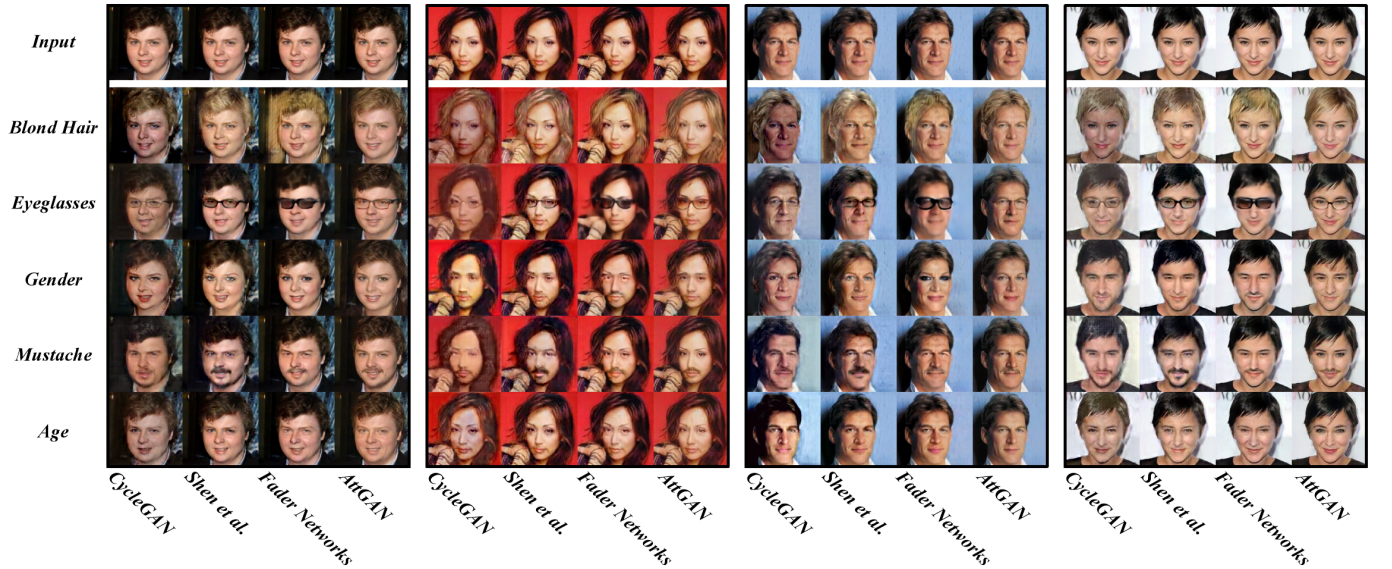 Input
Blond Hair
Eyeglasses
Gender
Mustache
Age
CycleGAN
Shen et al.
Fader Networks
AttGAN
CycleGAN
Shen et al.
Fader Networks
AttGAN
CycleGAN
Shen et al.
Fader Networks
AttGAN
CycleGAN
Shen et al.
Fader Networks
AttGAN